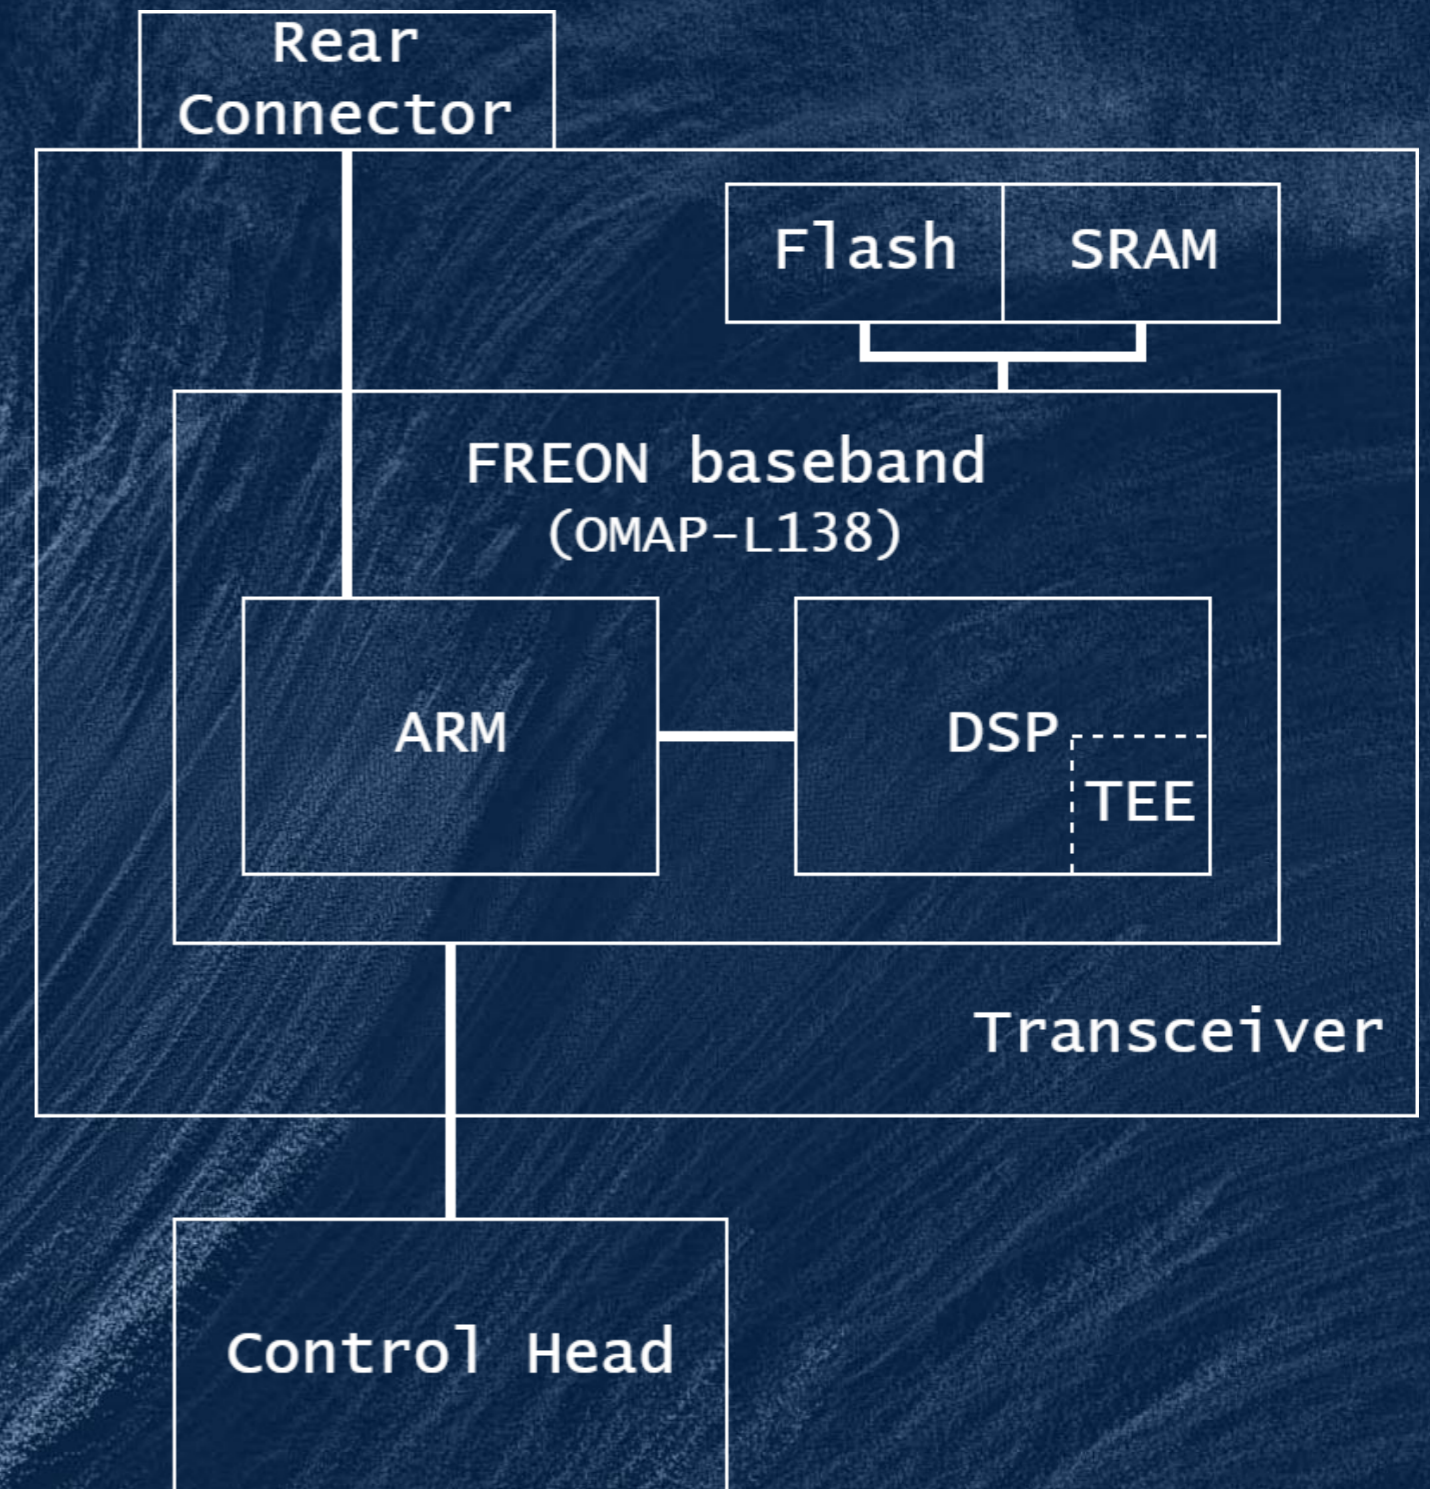 Rear
Connector
Flash
SRAM
FREON baseband
(OMAP-L138)
ARM
DSP
TEE
Transceiver
Control Head